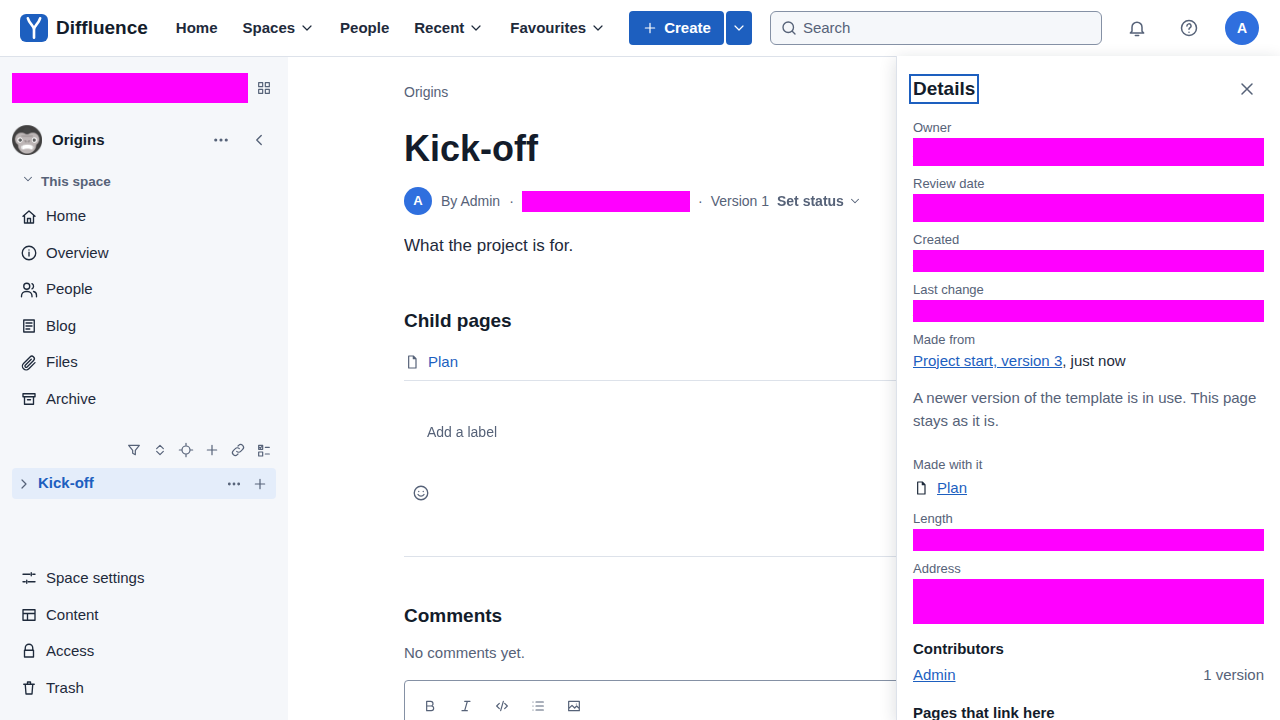 Diffluence Home Spaces People Recent Favourites Create Search A
Origins
This space
Home
Overview
People
Blog
Files
Archive
Kick-off
Space settings
Content
Access
Trash
Origins
Kick-off
A By Admin · · Version 1 Set status
What the project is for.
Child pages
Plan
Add a label
Comments
No comments yet.
Details
Owner
Review date
Created
Last change
Made from
Project start, version 3, just now
A newer version of the template is in use. This page
stays as it is.
Made with it
Plan
Length
Address
Contributors
Admin 1 version
Pages that link here